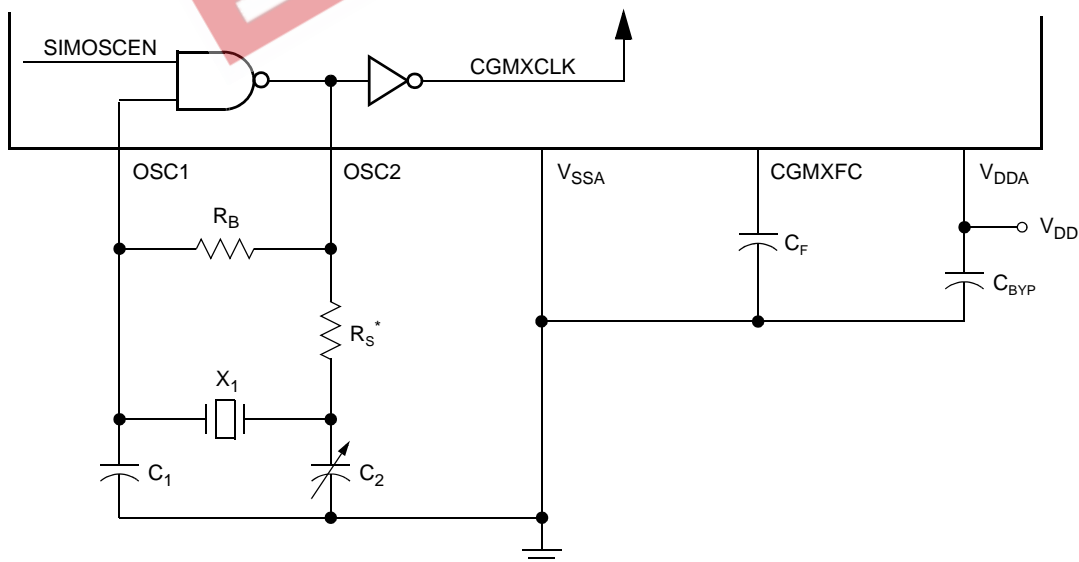 SIMOSCEN
CGMXCLK
OSC1
OSC2
VSSA
CGMXFC
VDDA
RB
VDD
CF
CBYP
RS*
X1
C1
C2